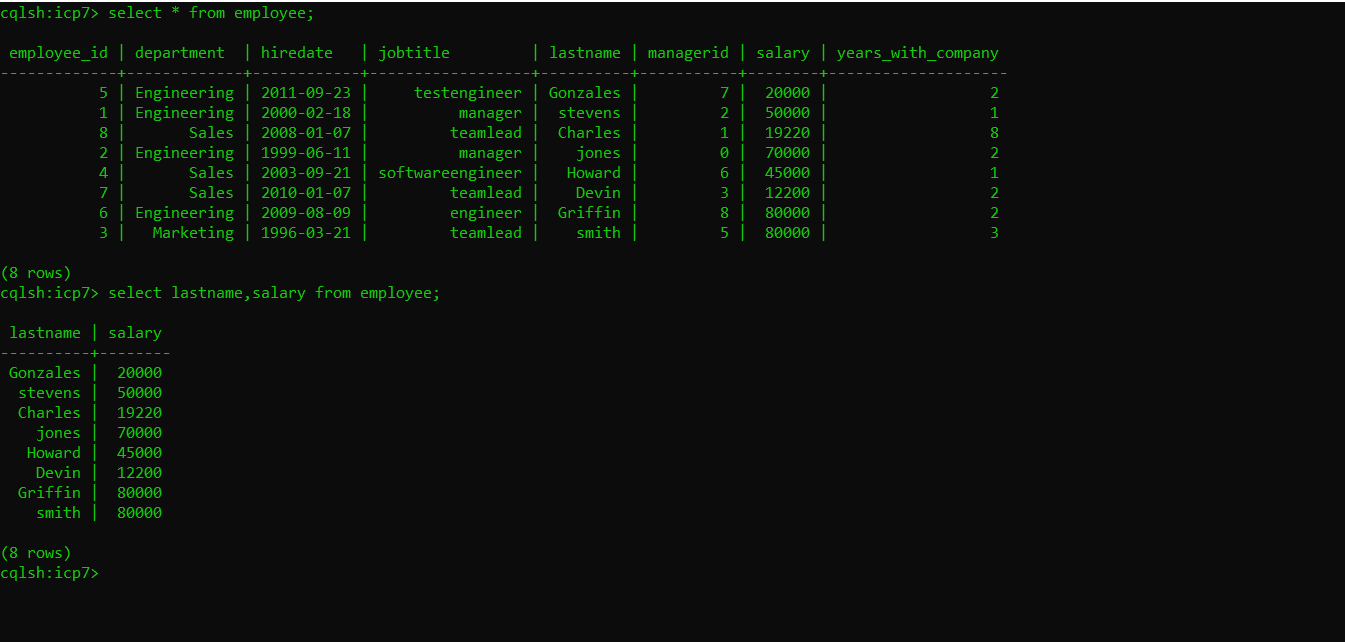 cqlsh:icp7> select * from employee;
 employee_id | department  | hiredate   | jobtitle         | lastname | managerid | salary | years_with_company
-------------+-------------+------------+------------------+----------+-----------+--------+--------------------
           5 | Engineering | 2011-09-23 |     testengineer | Gonzales |         7 |  20000 |                  2
           1 | Engineering | 2000-02-18 |          manager |  stevens |         2 |  50000 |                  1
           8 |       Sales | 2008-01-07 |         teamlead |  Charles |         1 |  19220 |                  8
           2 | Engineering | 1999-06-11 |          manager |    jones |         0 |  70000 |                  2
           4 |       Sales | 2003-09-21 | softwareengineer |   Howard |         6 |  45000 |                  1
           7 |       Sales | 2010-01-07 |         teamlead |    Devin |         3 |  12200 |                  2
           6 | Engineering | 2009-08-09 |         engineer |  Griffin |         8 |  80000 |                  2
           3 |   Marketing | 1996-03-21 |         teamlead |    smith |         5 |  80000 |                  3
(8 rows)
cqlsh:icp7> select lastname,salary from employee;
 lastname | salary
----------+--------
 Gonzales |  20000
  stevens |  50000
  Charles |  19220
    jones |  70000
   Howard |  45000
    Devin |  12200
  Griffin |  80000
    smith |  80000
(8 rows)
cqlsh:icp7>